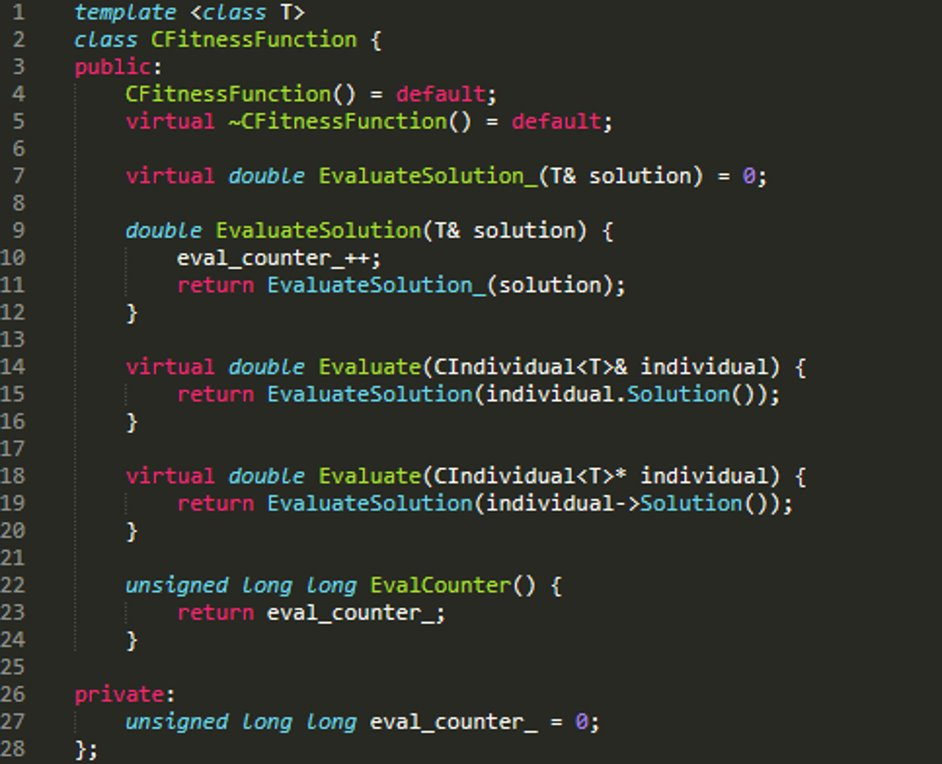 1 template <class T>
2 class CFitnessFunction {
3 public:
4     CFitnessFunction() = default;
5     virtual ~CFitnessFunction() = default;
6
7     virtual double EvaluateSolution_(T& solution) = 0;
8
9     double EvaluateSolution(T& solution) {
10         eval_counter_++;
11         return EvaluateSolution_(solution);
12     }
13
14     virtual double Evaluate(CIndividual<T>& individual) {
15         return EvaluateSolution(individual.Solution());
16     }
17
18     virtual double Evaluate(CIndividual<T>* individual) {
19         return EvaluateSolution(individual->Solution());
20     }
21
22     unsigned long long EvalCounter() {
23         return eval_counter_;
24     }
25
26 private:
27     unsigned long long eval_counter_ = 0;
28 };